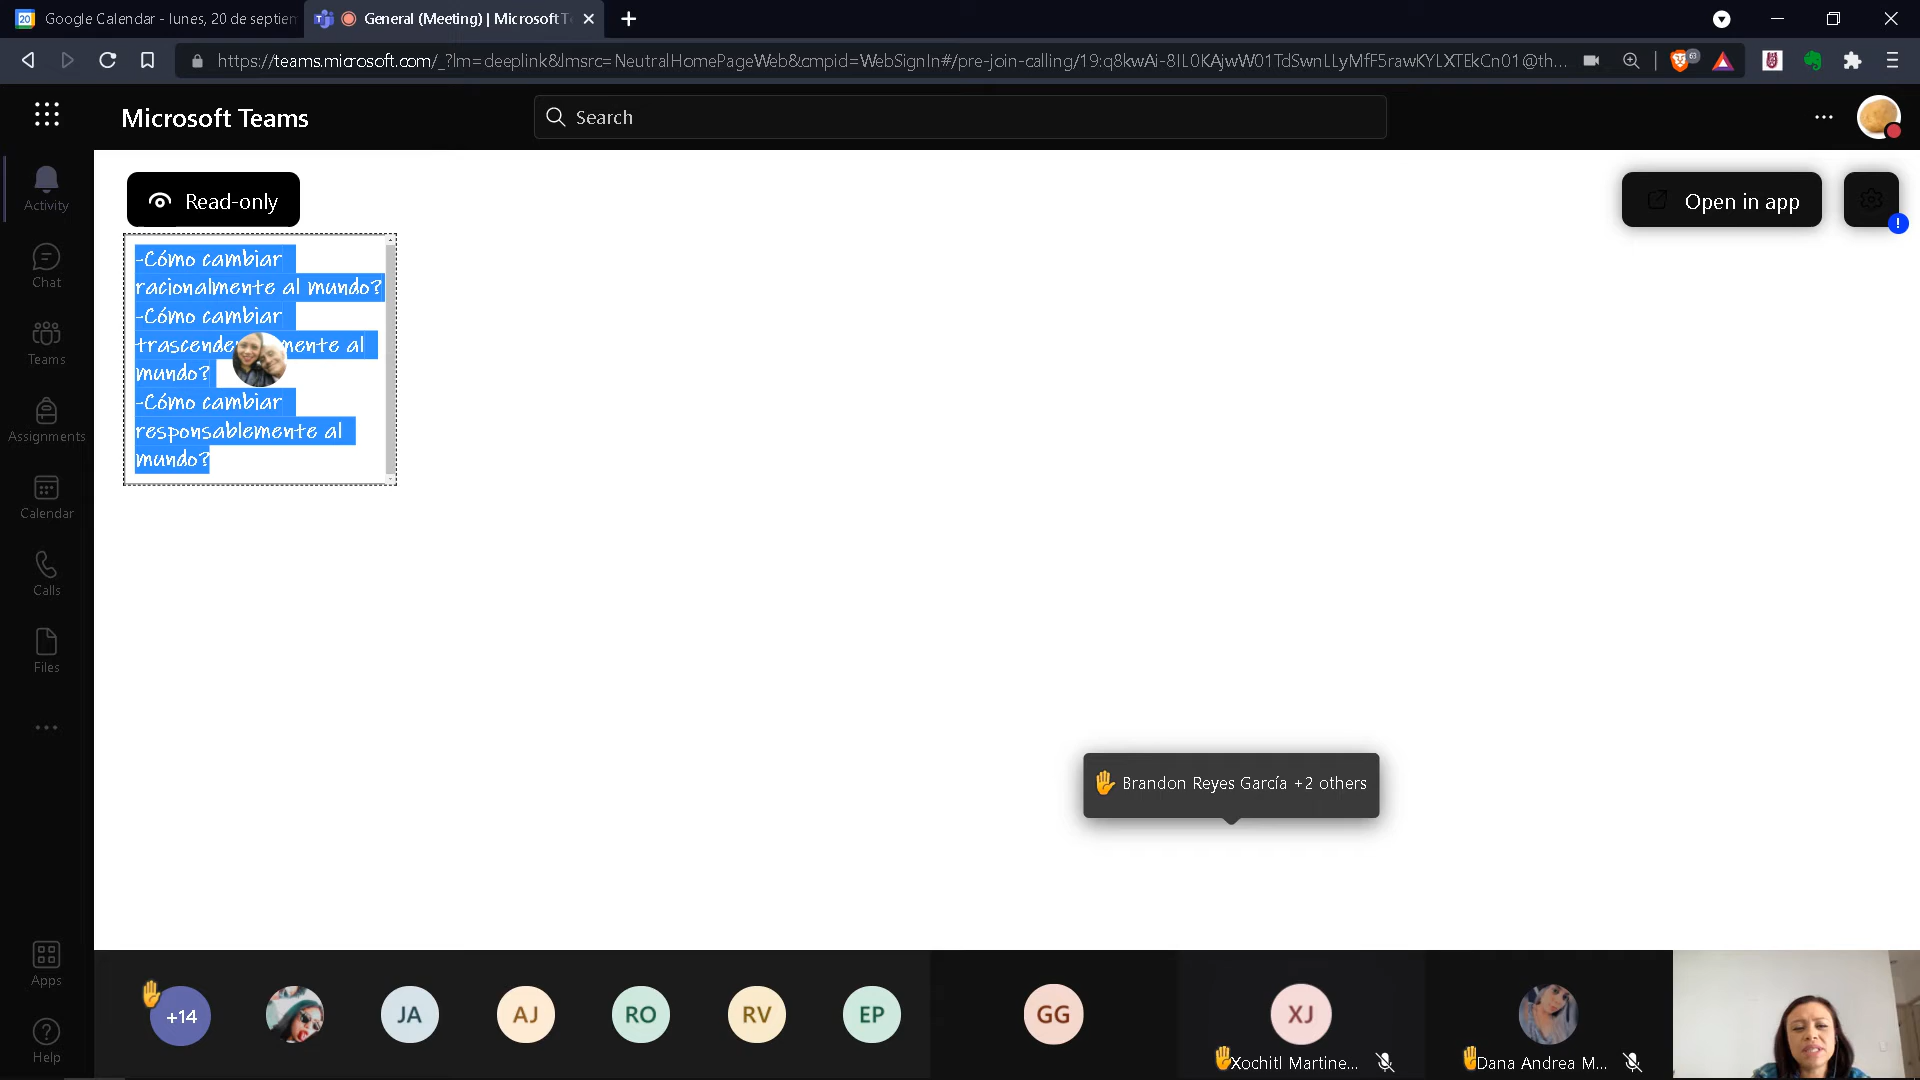 Google Calendar - lunes, 20 de septiem
General (Meeting) | Microsoft T
https://teams.microsoft.com/_?lm=deeplink&lmsrc=NeutralHomePageWeb&cmpid=WebSignIn#/pre-join-calling/19:q8kwAi-8IL0KAjwW01TdSwnLLyMfF5rawKYLXTEkCn01@th...
63
Microsoft Teams
Search
...
Activity
Chat
Teams
Assignments
Calendar
Calls
Files
...
Apps
Help
Read-only
Open in app
!
-Cómo cambiar
racionalmente al mundo?
-Cómo cambiar
al
mundo?
-Cómo cambiar
responsablemente al
mundo?
Brandon Reyes García +2 others
+14
JA
AJ
RO
RV
EP
GG
XJ
Xochitl Martine...
Dana Andrea M...